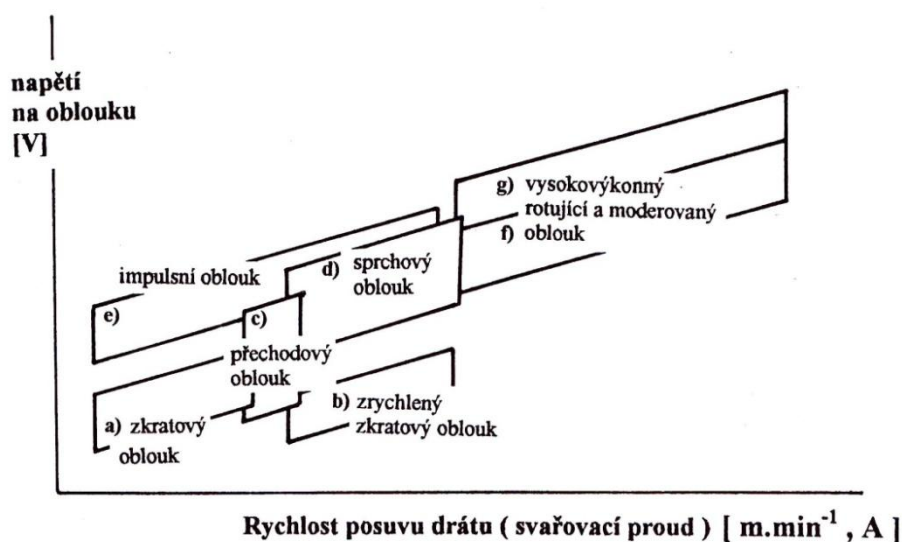 napětí
na oblouku
[V]
g) vysokovýkonný
rotující a moderovaný
f) oblouk
d) sprchový
oblouk
impulsní oblouk
e)
c)
přechodový
oblouk
b) zrychlený
zkratový oblouk
a) zkratový
oblouk
Rychlost posuvu drátu ( svařovací proud ) [ m.min⁻¹ , A ]